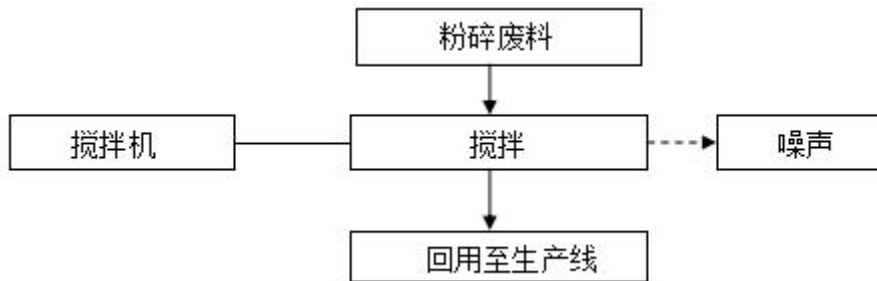 粉碎废料
搅拌机
搅拌
噪声
回用至生产线